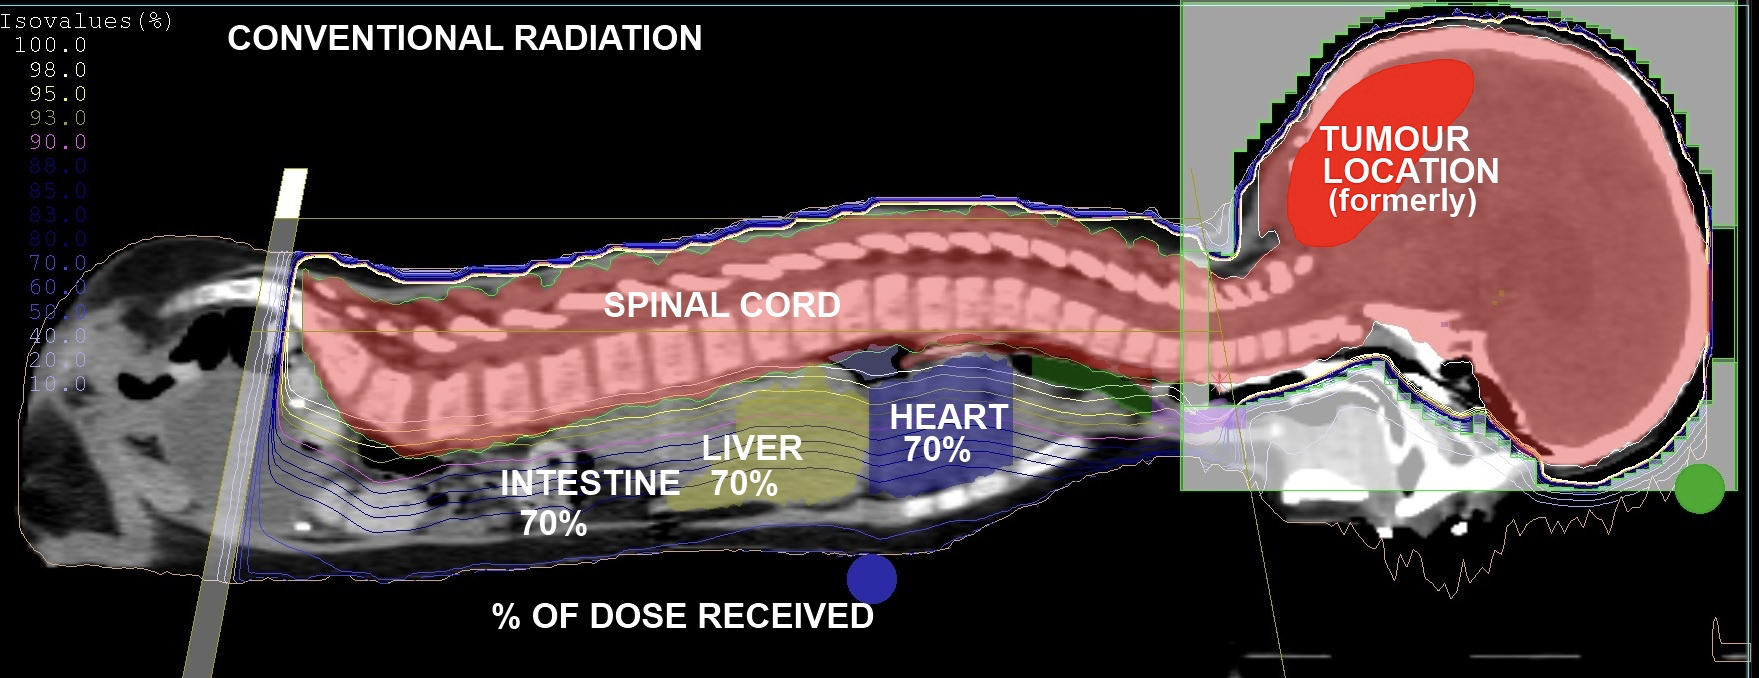 Isovalues(%)
100.0
98.0
95.0
93.0
90.0
88.0
85.0
83.0
80.0
70.0
60.0
50.0
40.0
20.0
10.0
CONVENTIONAL RADIATION
TUMOUR
LOCATION
(formerly)
SPINAL CORD
HEART
70%
LIVER
70%
INTESTINE
70%
% OF DOSE RECEIVED